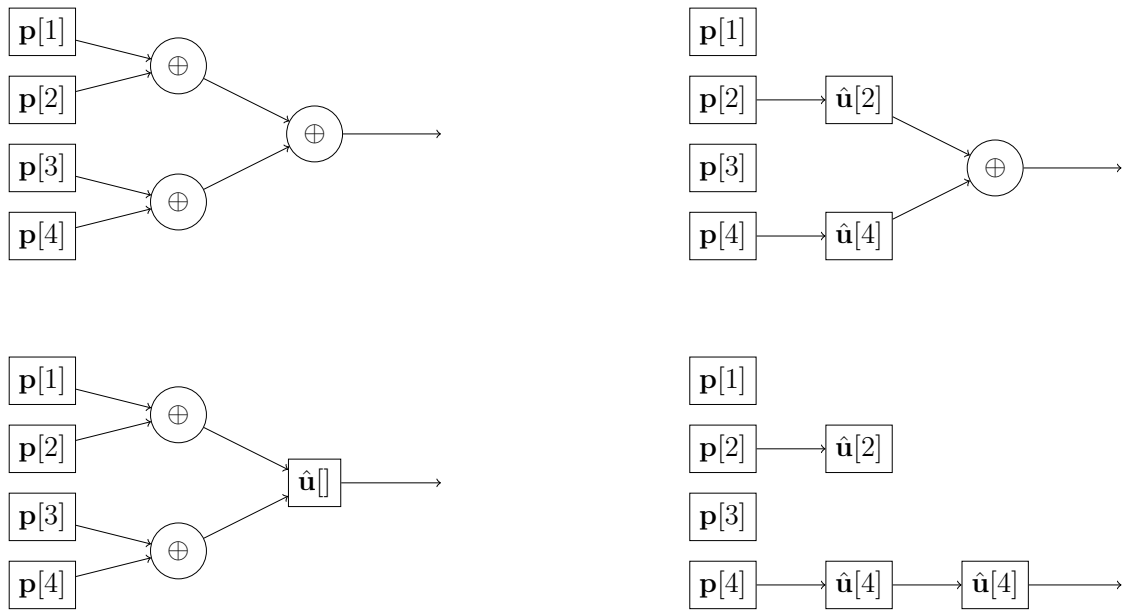 p[1]
⊕
p[2]
⊕
p[3]
⊕
p[4]
p[1]
p[2] û[2]
⊕
p[3]
p[4] û[4]
p[1]
⊕
p[2]
û[]
p[3]
⊕
p[4]
p[1]
p[2] û[2]
p[3]
p[4] û[4] û[4]